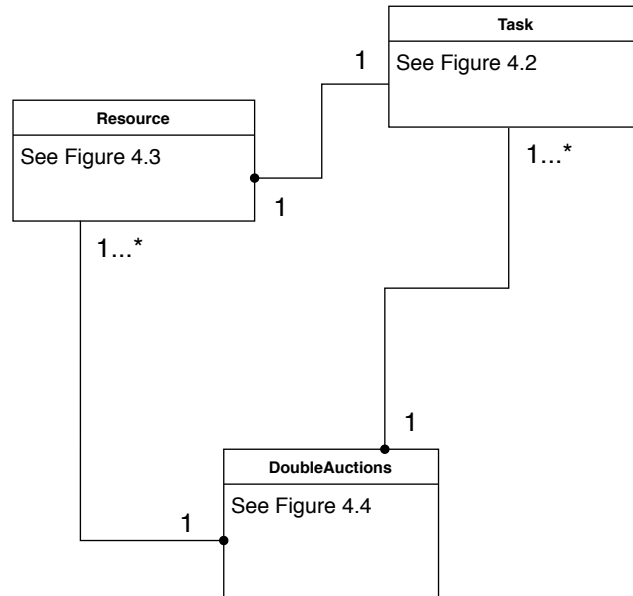 Task
See Figure 4.2
1
1...*
Resource
See Figure 4.3
1
1...*
1
DoubleAuctions
See Figure 4.4
1